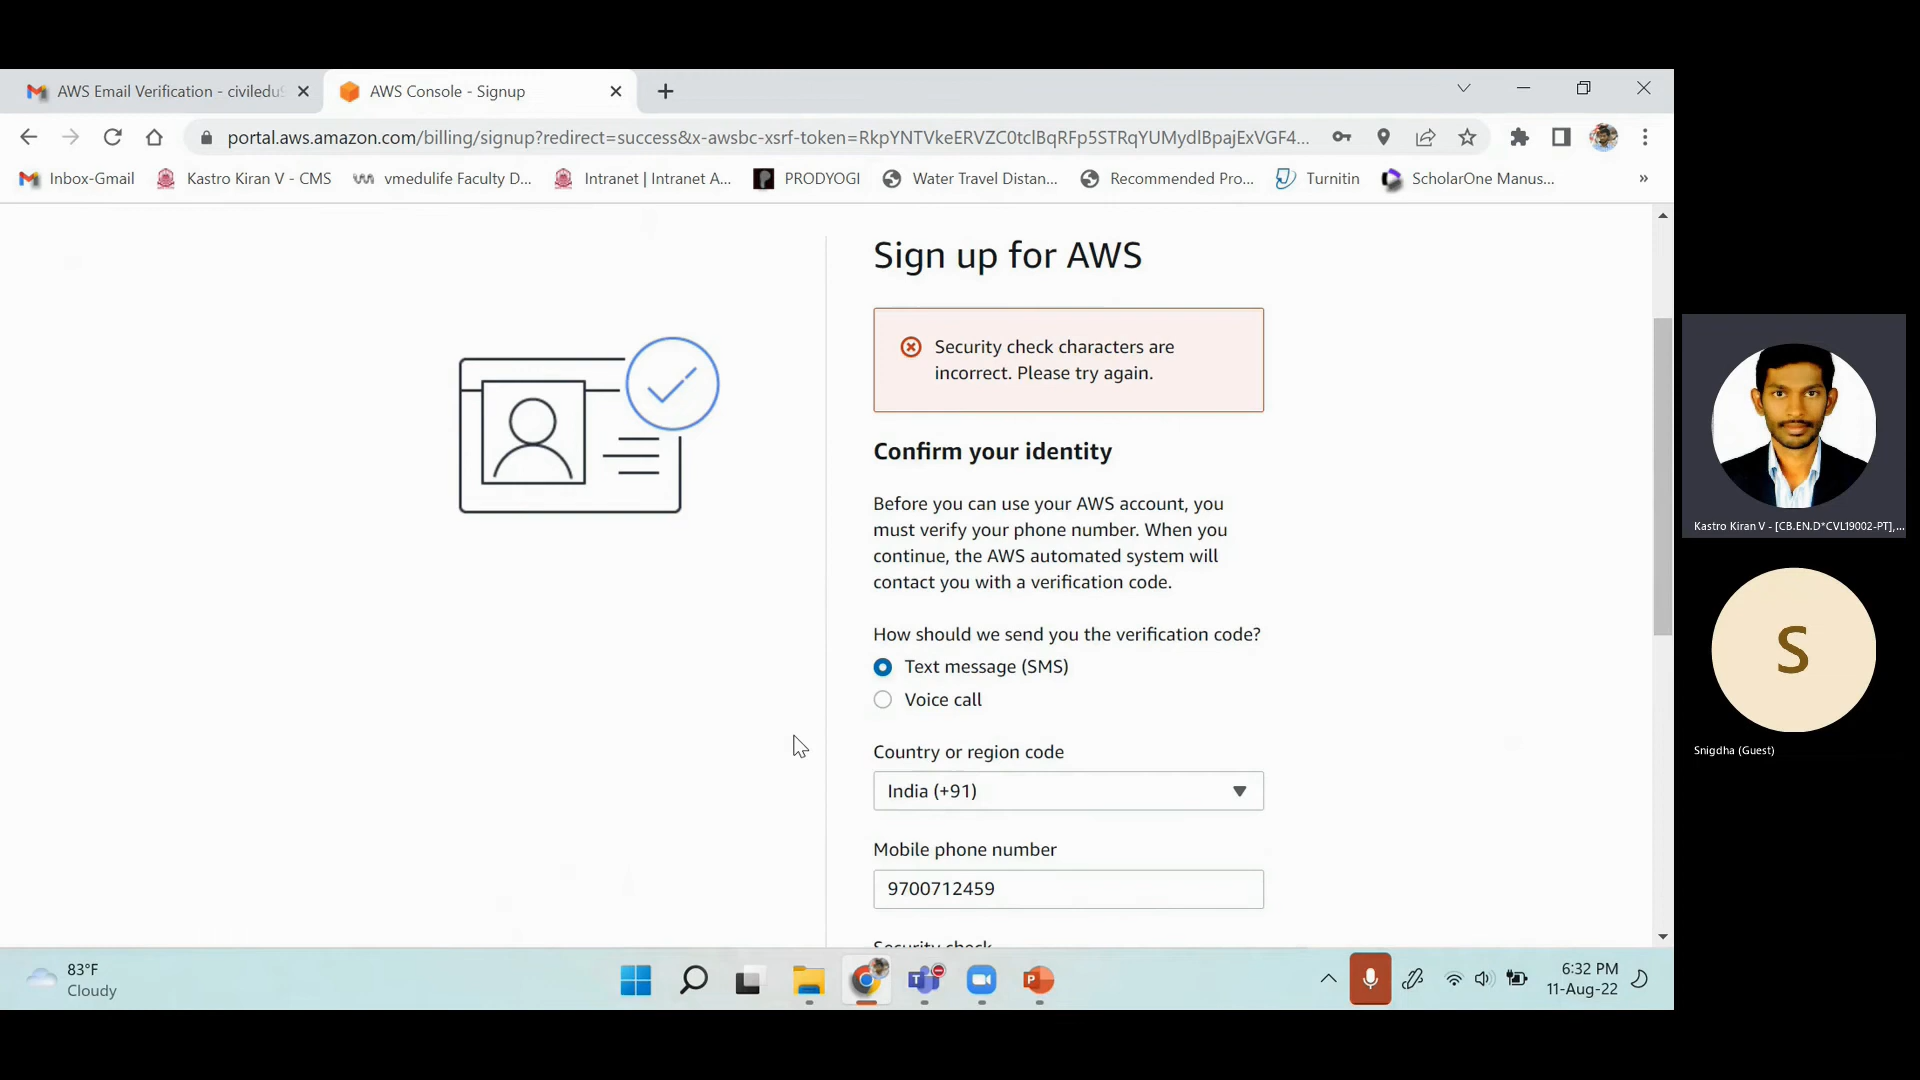 AWS Email Verification - civiledu
AWS Console - Signup
portal.aws.amazon.com/billing/signup?redirect=success&x-awsbc-xsrf-token=RkpYNTVkeERVZC0tclBqRFp5STRqYUMydlBpajExVGF4...
Inbox-Gmail
Kastro Kiran V - CMS
vmedulife Faculty D...
Intranet | Intranet A...
PRODYOGI
Water Travel Distan...
Recommended Pro...
Turnitin
ScholarOne Manus...
»
Sign up for AWS
Security check characters are
incorrect. Please try again.
Confirm your identity
Before you can use your AWS account, you
must verify your phone number. When you
continue, the AWS automated system will
contact you with a verification code.
How should we send you the verification code?
Text message (SMS)
Voice call
Country or region code
India (+91)
Mobile phone number
9700712459
Security check
Kastro Kiran V - [CB.EN.D*CVL19002-PT],...
S
Snigdha (Guest)
83°F
Cloudy
6:32 PM
11-Aug-22